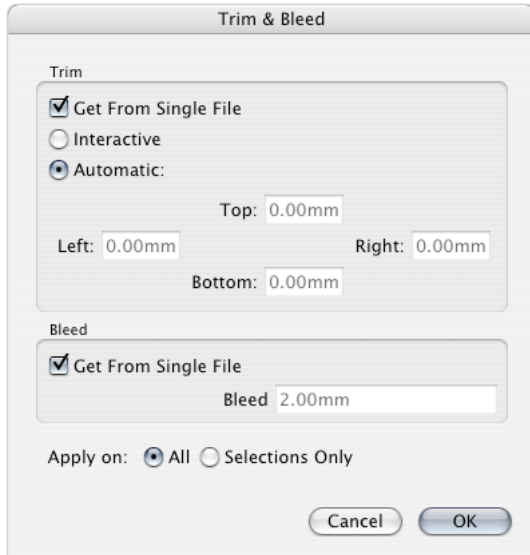 Trim & Bleed
Trim
Get From Single File
Interactive
Automatic:
Top: 0.00mm
Left: 0.00mm Right: 0.00mm
Bottom: 0.00mm
Bleed
Get From Single File
Bleed 2.00mm
Apply on: All Selections Only
Cancel OK